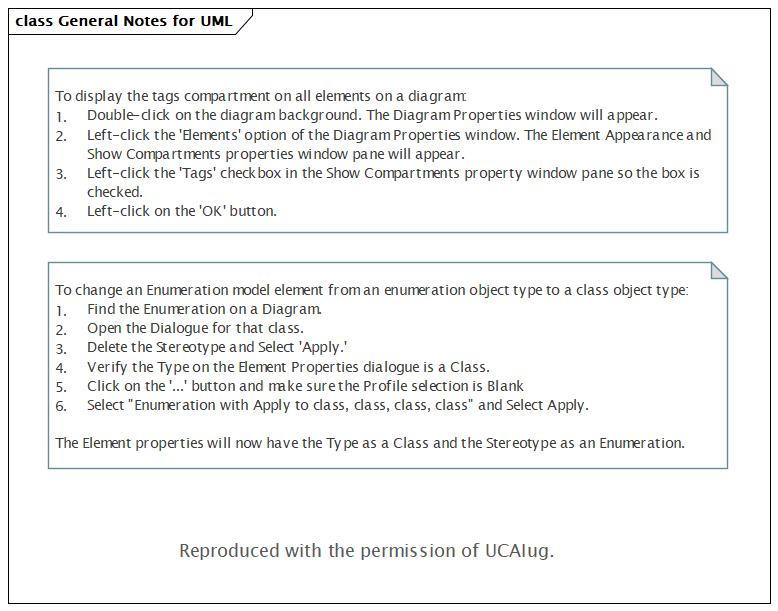 class General Notes for UML
To display the tags compartment on all elements on a diagram:
1. Double-click on the diagram background. The Diagram Properties window will appear.
2. Left-click the 'Elements' option of the Diagram Properties window. The Element Appearance and
Show Compartments properties window pane will appear.
3. Left-click the 'Tags' checkbox in the Show Compartments property window pane so the box is
checked.
4. Left-click on the 'OK' button.
To change an Enumeration model element from an enumeration object type to a class object type:
1. Find the Enumeration on a Diagram.
2. Open the Dialogue for that class.
3. Delete the Stereotype and Select 'Apply.'
4. Verify the Type on the Element Properties dialogue is a Class.
5. Click on the '...' button and make sure the Profile selection is Blank
6. Select "Enumeration with Apply to class, class, class, class" and Select Apply.
The Element properties will now have the Type as a Class and the Stereotype as an Enumeration.
Reproduced with the permission of UCAIug.